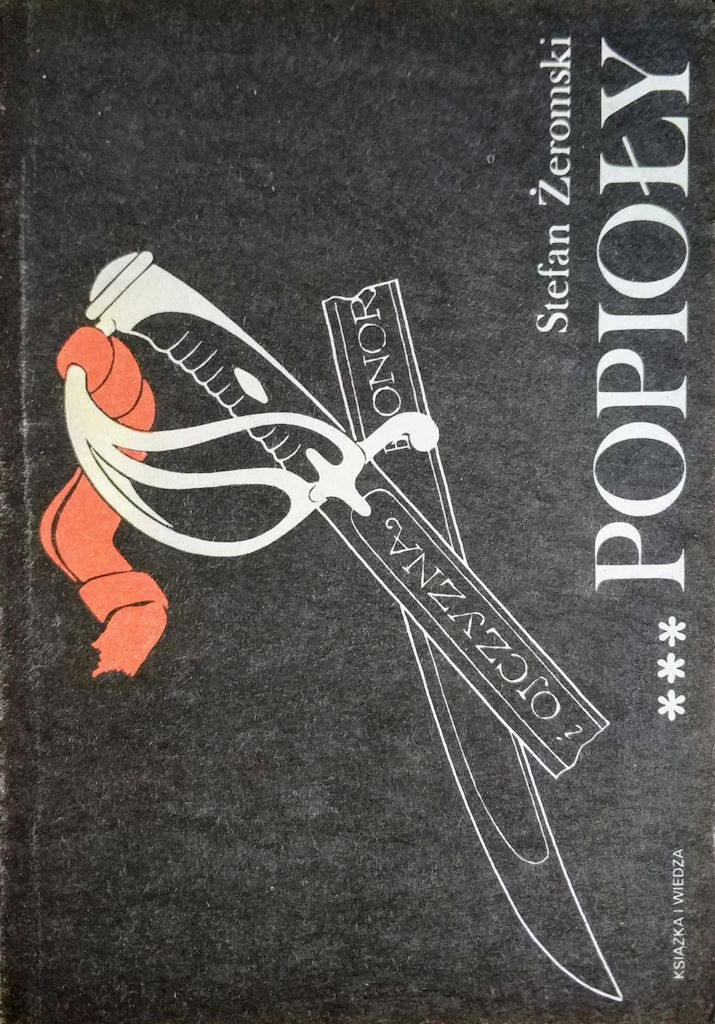 Stefan Żeromski
*** POPIOŁY
HONOR
i OJCZYZNA
KSIĄŻKA I WIEDZA